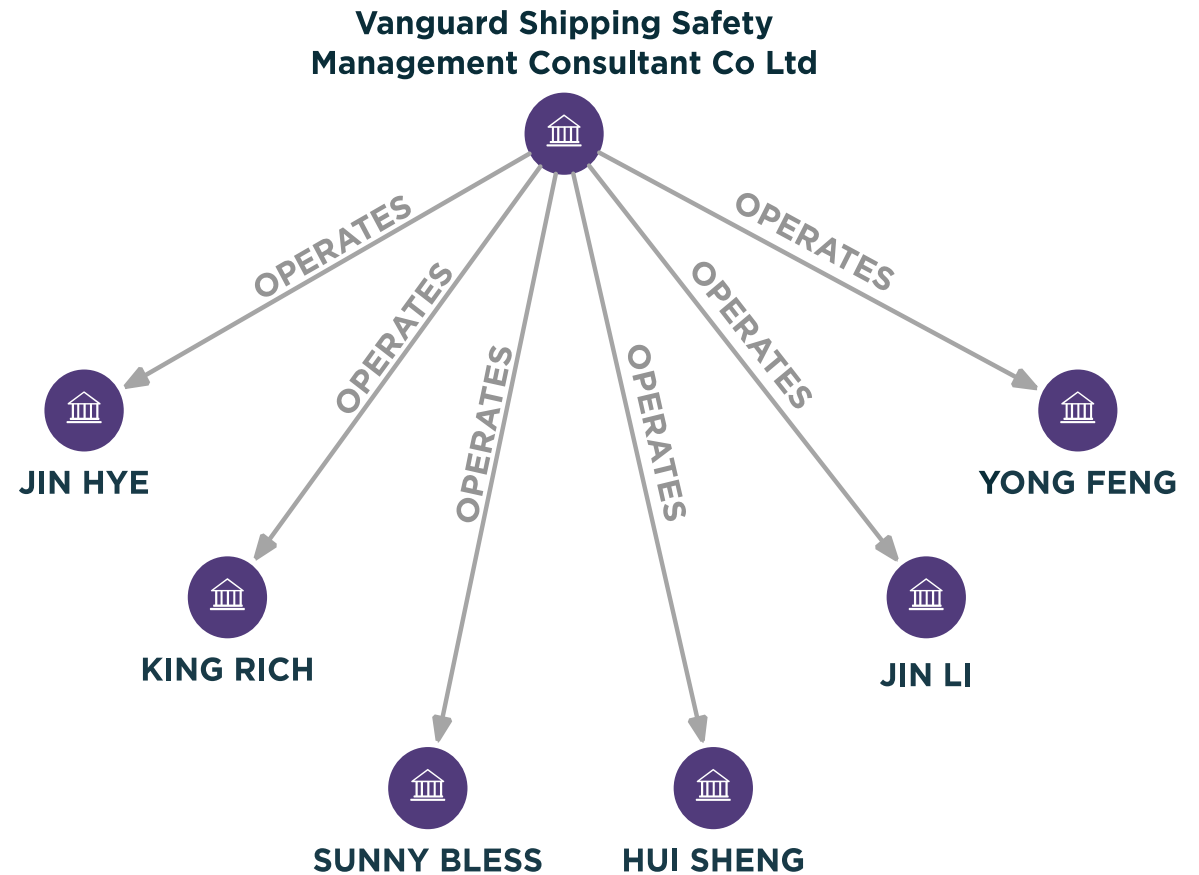 Vanguard Shipping Safety
Management Consultant Co Ltd
OPERATES
OPERATES
OPERATES
OPERATES
OPERATES
OPERATES
JIN HYE
YONG FENG
KING RICH
JIN LI
SUNNY BLESS
HUI SHENG